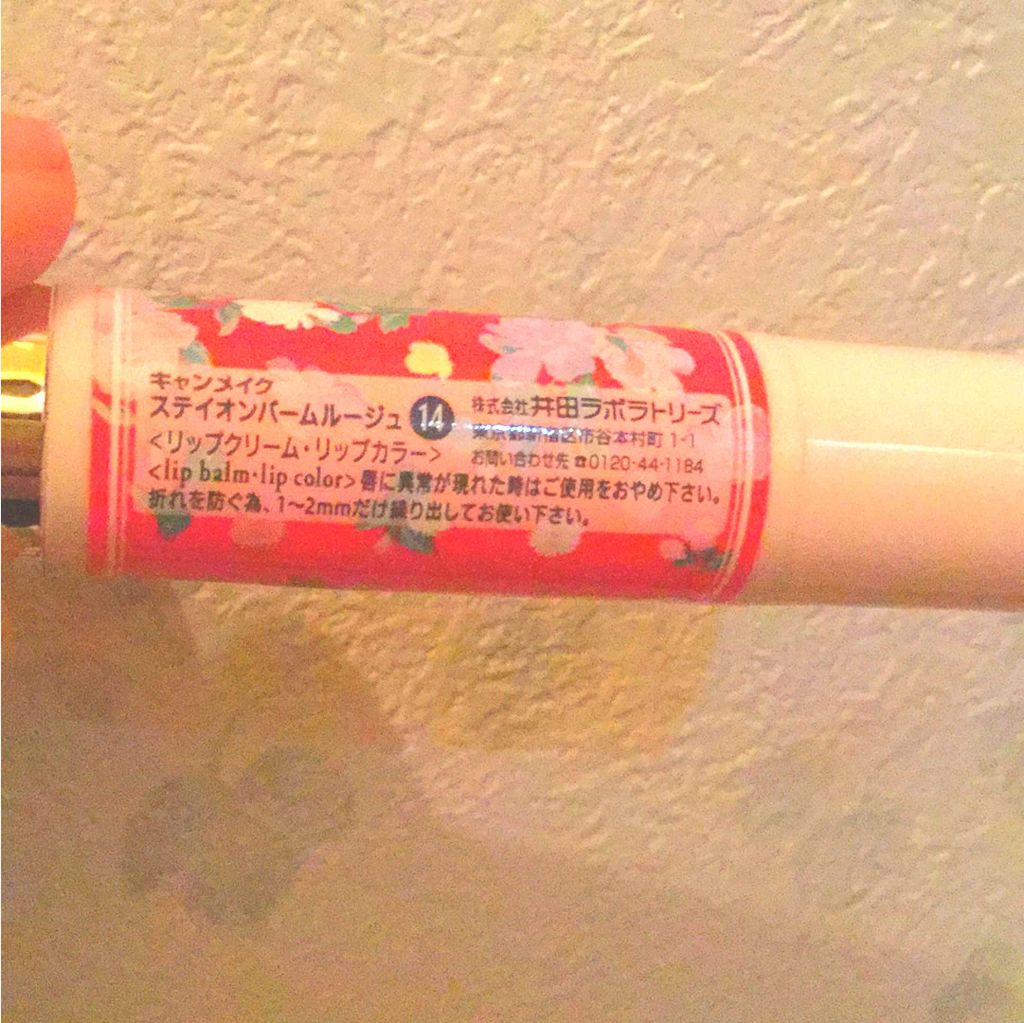 キャンメイク
ステイオンバームルージュ 14
<リップクリーム・リップカラー>
株式会社 井田ラボラトリーズ
東京都新宿区市谷本村町 1-1
お問い合わせ先 ☎0120-44-1184
<lip balm・lip color> 唇に異常が現れた時はご使用をおやめ下さい。
折れを防ぐ為、1〜2mmだけ繰り出してお使い下さい。